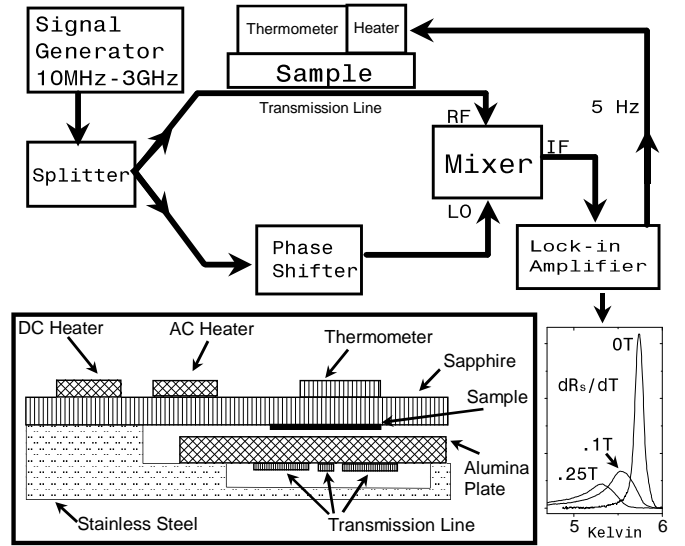 Signal
Generator
10MHz-3GHz
Thermometer
Heater
Sample
Transmission Line
5 Hz
RF
Mixer
IF
LO
Splitter
Phase
Shifter
Lock-in
Amplifier
DC Heater
AC Heater
Thermometer
Sapphire
Sample
Alumina
Plate
Stainless Steel
Transmission Line
0T
dRs/dT
.1T
.25T
5
Kelvin
6